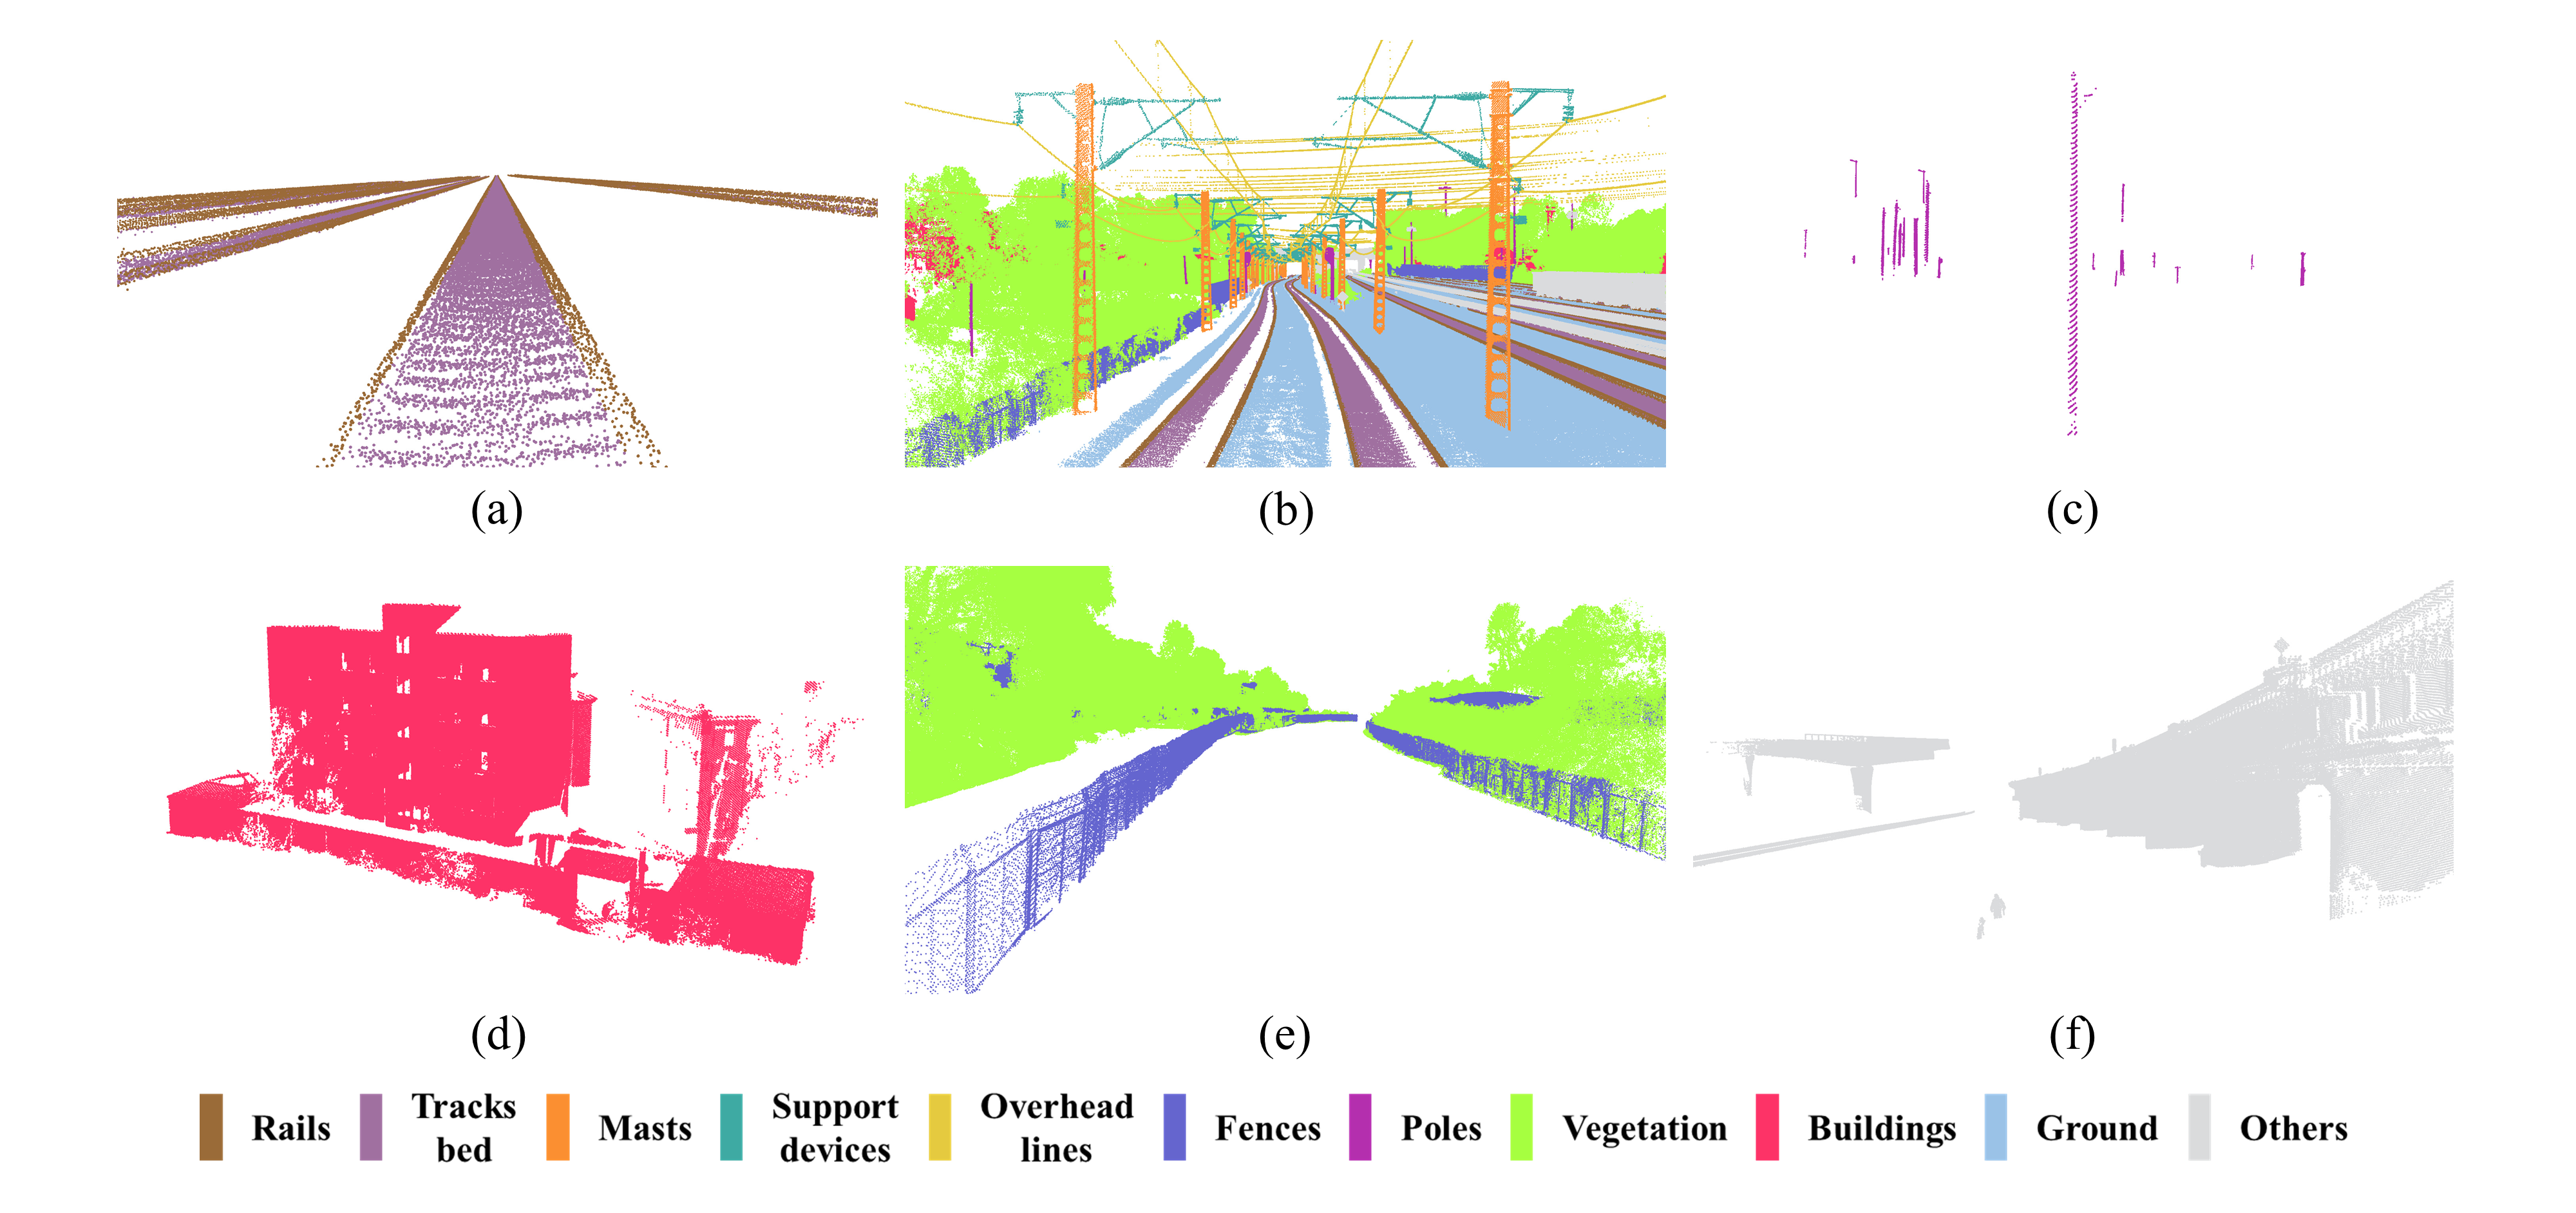 (a)
(b)
(c)
(d)
(e)
(f)
Rails
Tracks
bed
Masts
Support
devices
Overhead
lines
Fences
Poles
Vegetation
Buildings
Ground
Others